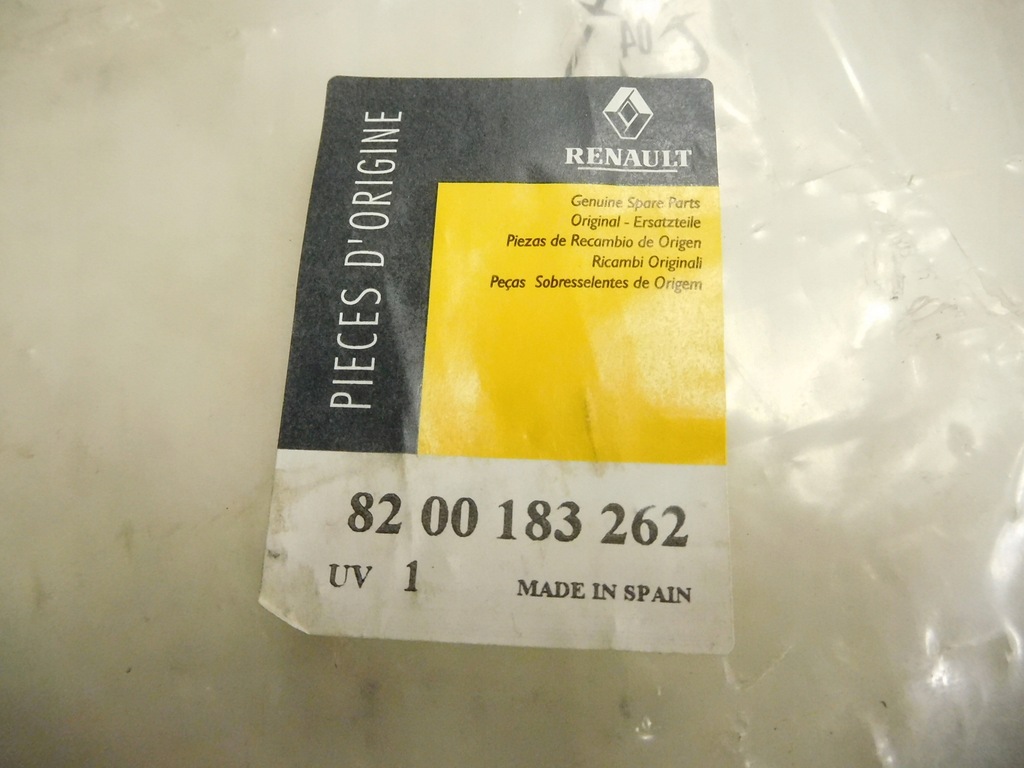 PIECES D'ORIGINE
RENAULT
Genuine Spare Parts
Original - Ersatzteile
Piezas de Recambio de Origen
Ricambi Originali
Peças Sobresselentes de Origem
82 00 183 262
UV 1
MADE IN SPAIN
04